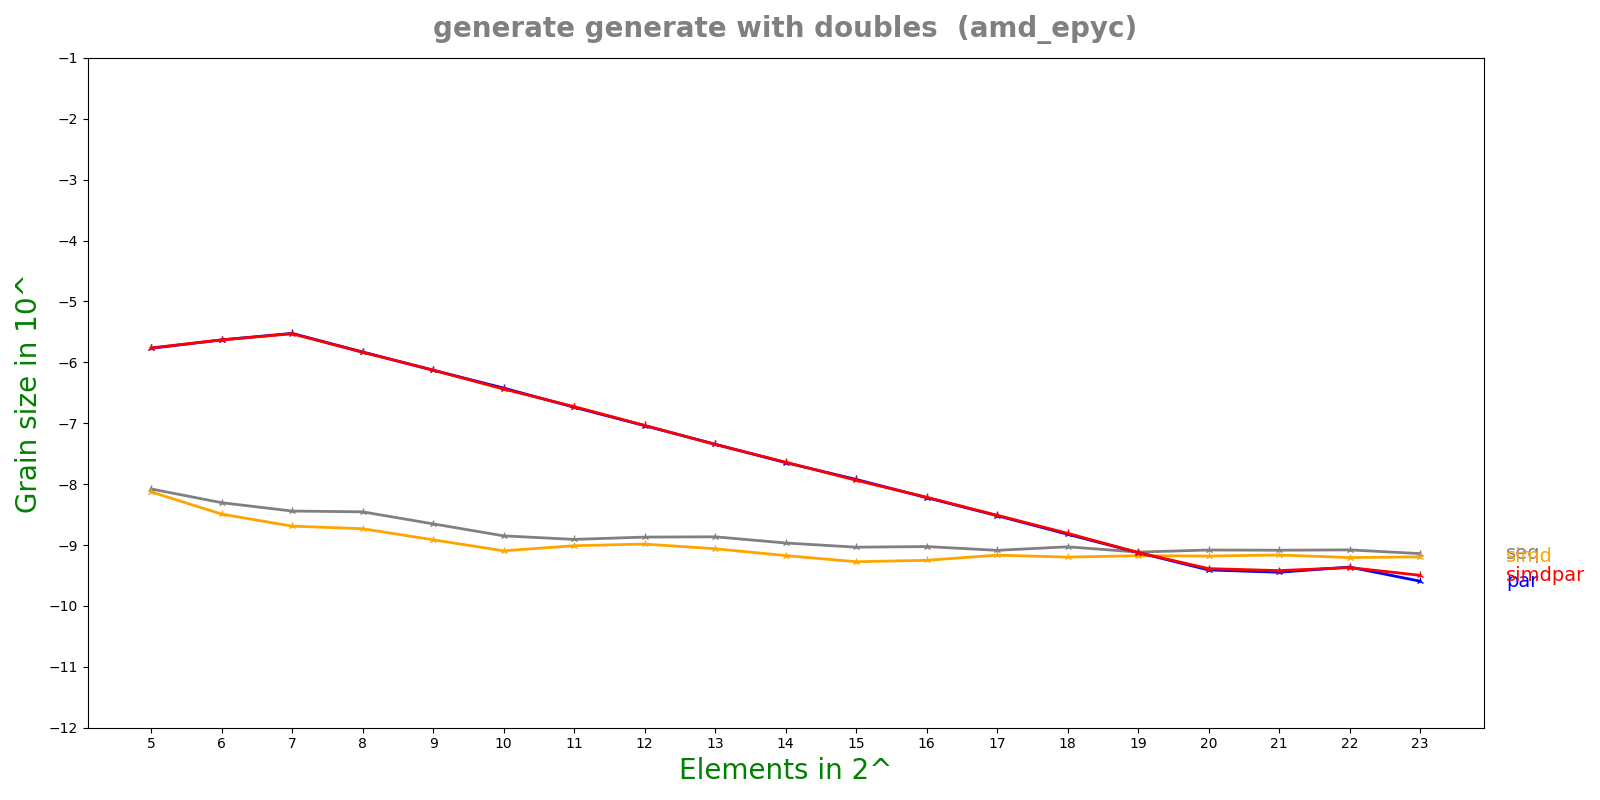 generate generate with doubles  (amd_epyc)
Grain size in 10^
−1
−2
−3
−4
−5
−6
−7
−8
−9
−10
−11
−12
seq
simd
simdpar
par
5 6 7 8 9 10 11 12 13 14 15 16 17 18 19 20 21 22 23
Elements in 2^